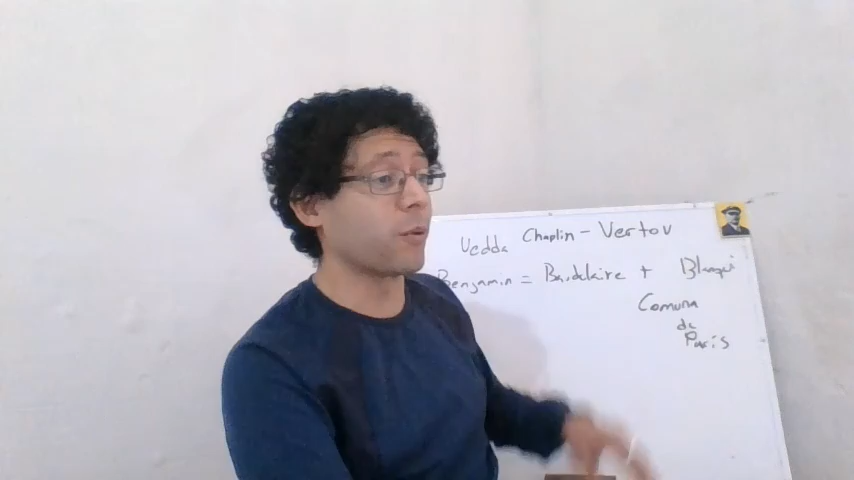 Vedda Chaplin - Vertov
Benjamin = Baudelaire + Blanqui
Comuna
de
Paris